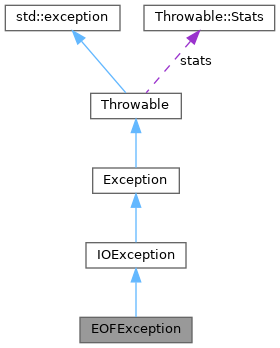 std::exception
Throwable::Stats
stats
Throwable
Exception
IOException
EOFException